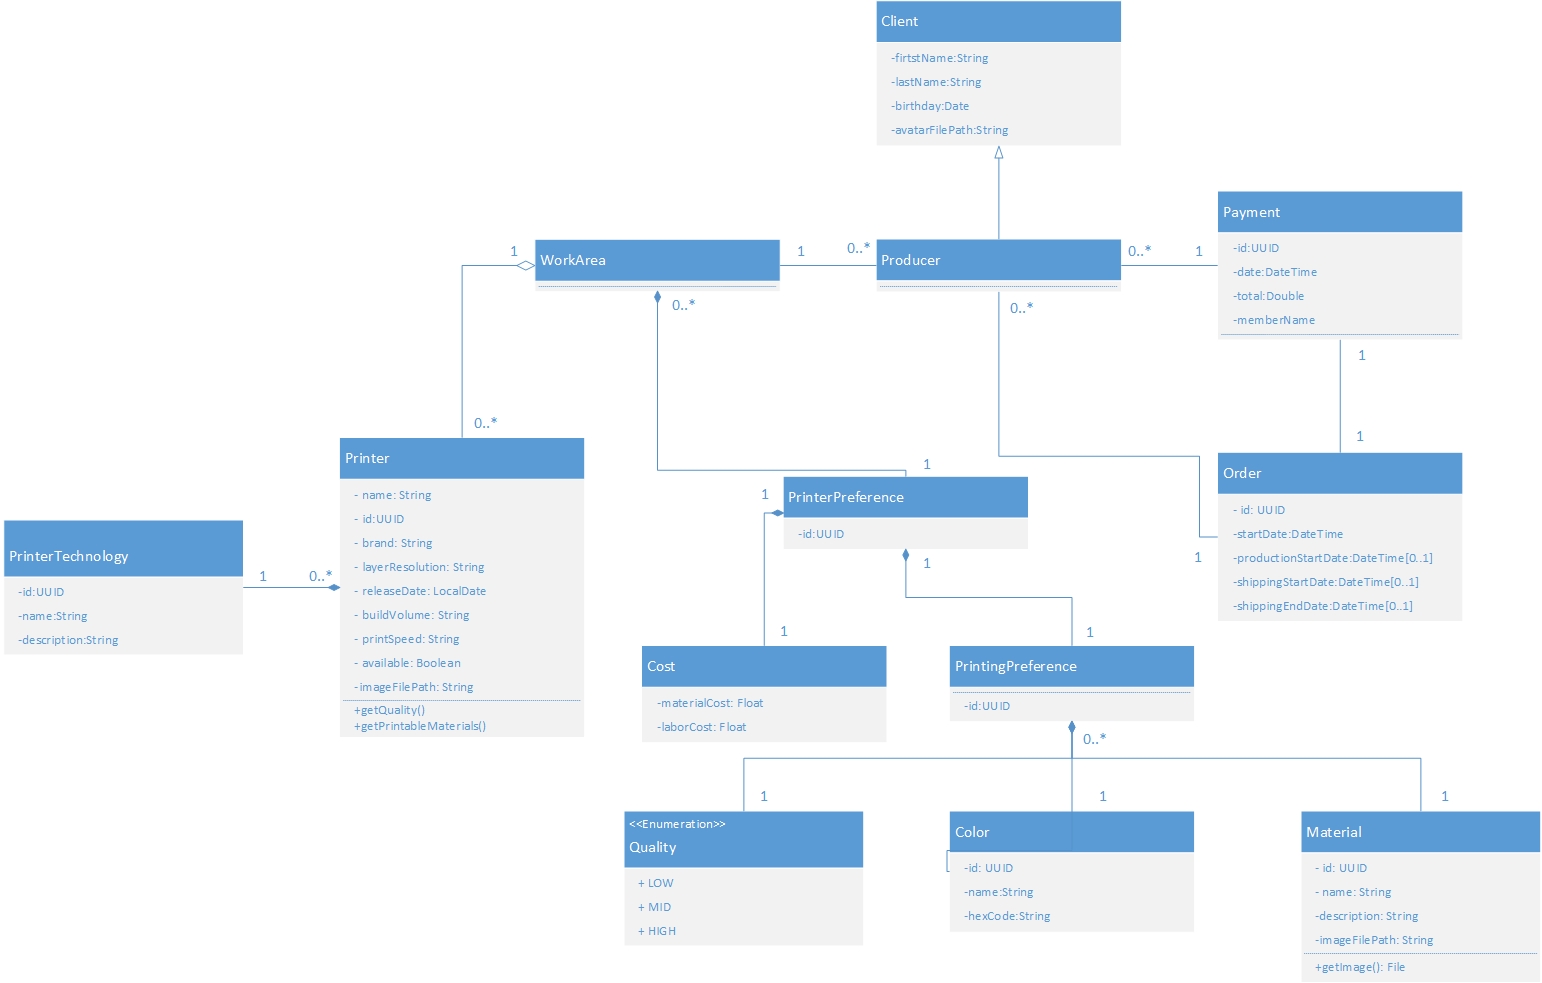 Client
-firtstName:String
-lastName:String
-birthday:Date
-avatarFilePath:String
Payment
-id:UUID
-date:DateTime
-total:Double
-memberName
1
WorkArea
1
0..*
Producer
0..*
1
0..*
0..*
1
0..*
1
1
Printer
- name: String
- id:UUID
- brand: String
- layerResolution: String
- releaseDate: LocalDate
- buildVolume: String
- printSpeed: String
- available: Boolean
-imageFilePath: String
+getQuality()
+getPrintableMaterials()
Order
- id: UUID
-startDate:DateTime
-productionStartDate:DateTime[0..1]
-shippingStartDate:DateTime[0..1]
-shippingEndDate:DateTime[0..1]
1
1
PrinterPreference
-id:UUID
1
PrinterTechnology
-id:UUID
-name:String
-description:String
1
0..*
1
1
Cost
-materialCost: Float
-laborCost: Float
PrintingPreference
-id:UUID
0..*
1
1
1
<<Enumeration>>
Quality
+ LOW
+ MID
+ HIGH
Color
-id: UUID
-name:String
-hexCode:String
Material
- id: UUID
- name: String
-description: String
-imageFilePath: String
+getImage(): File